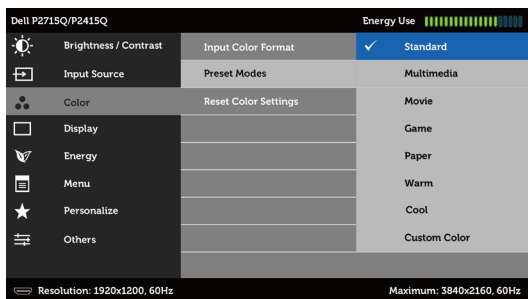 Dell P2715Q/P2415Q Energy Use
Brightness / Contrast Input Color Format Standard
Input Source Preset Modes Multimedia
Color Reset Color Settings Movie
Display Game
Energy Paper
Menu Warm
Personalize Cool
Others Custom Color
Resolution: 1920x1200, 60Hz Maximum: 3840x2160, 60Hz